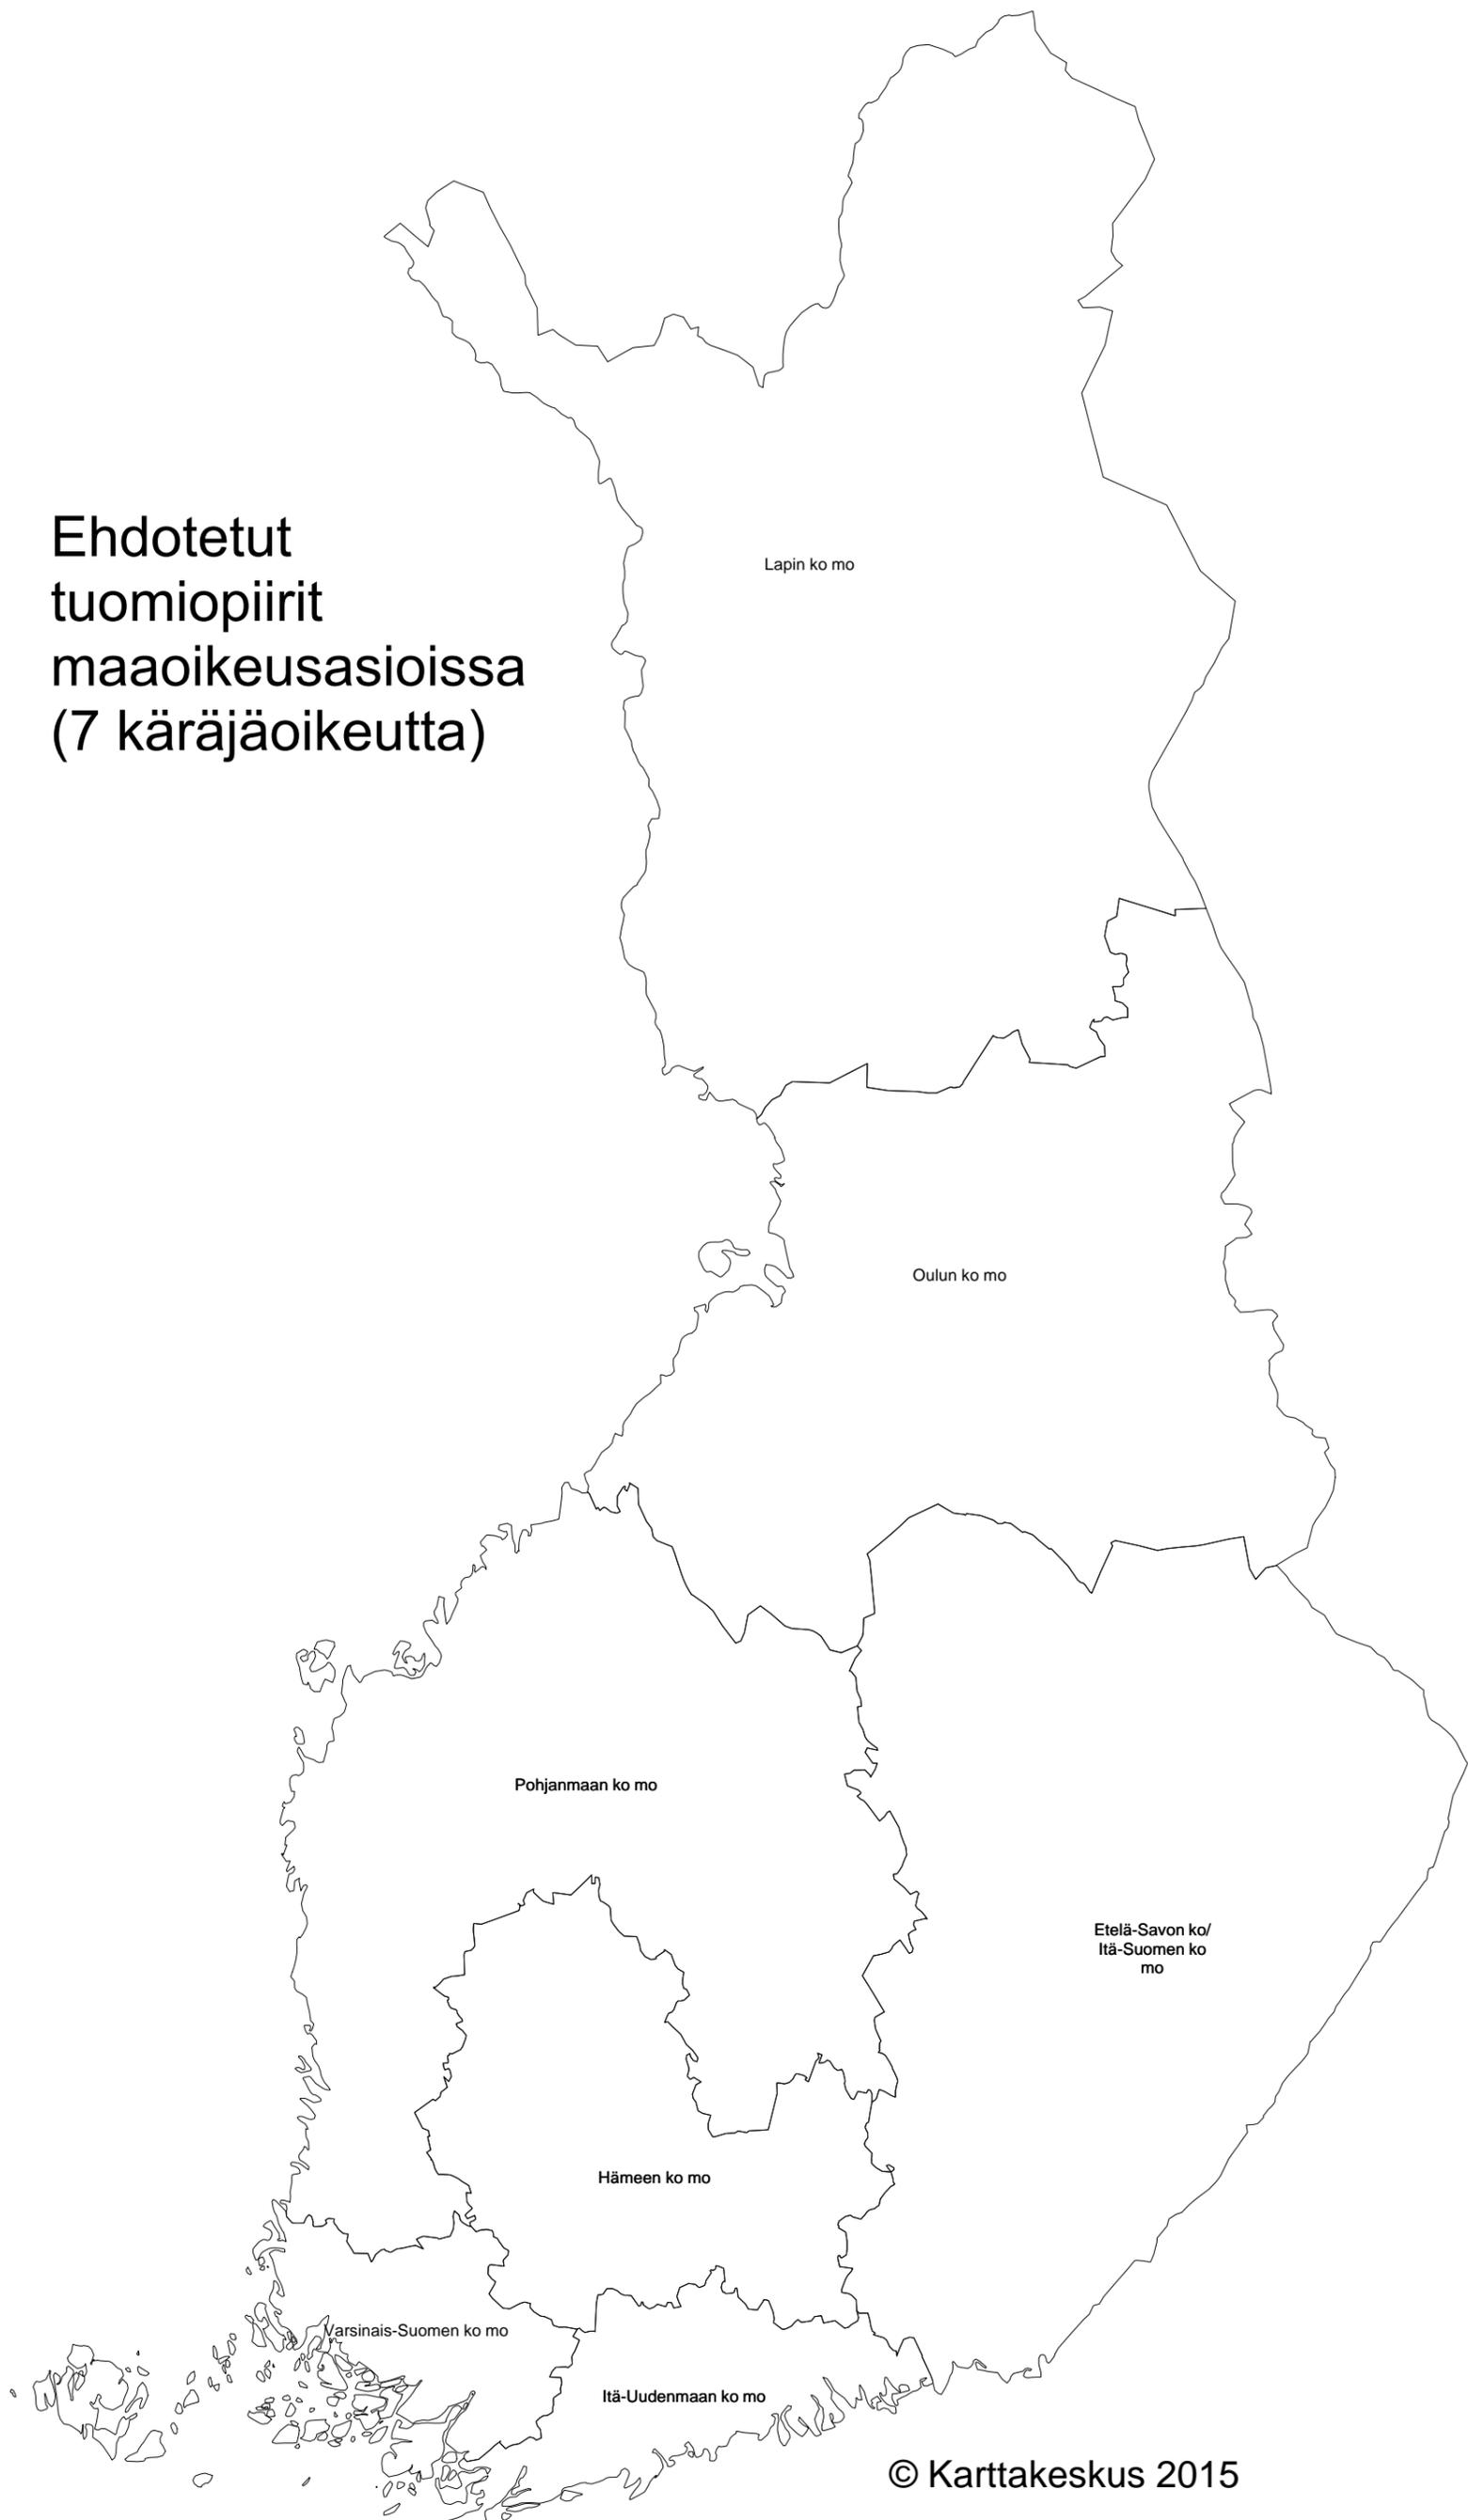 Ehdotetut
tuomiopiirit
maaoikeusasioissa
(7 käräjäoikeutta)
Lapin ko mo
Oulun ko mo
Pohjanmaan ko mo
Etelä-Savon ko/
Itä-Suomen ko
mo
Hämeen ko mo
Varsinais-Suomen ko mo
Itä-Uudenmaan ko mo
© Karttakeskus 2015